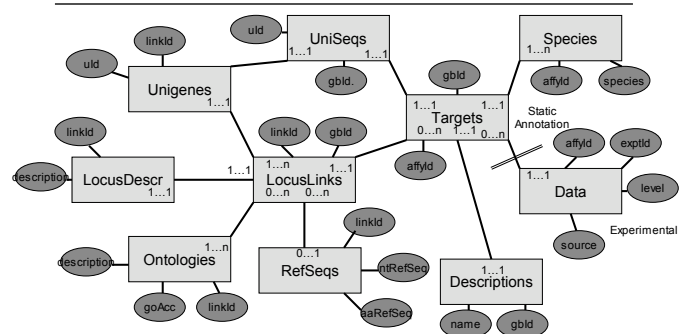 uId
UniSeqs
1...1
1...1
gbId.
linkId
uId
Unigenes
1...1
Species
1...n
affyId
species
gbId
1...1
1...1
Targets
0...n
1...1
0...n
affyId
Static
Annotation
linkId
gbId
1...1
1...n
1...1
LocusLinks
0...n
0...n
linkId
description
LocusDescr
1...1
affyId
exptId
1...1
Data
level
source
Experimental
1...n
description
Ontologies
goAcc
linkId
linkId
0...1
RefSeqs
ntRefSeq
aaRefSeq
1...1
Descriptions
name
gbId